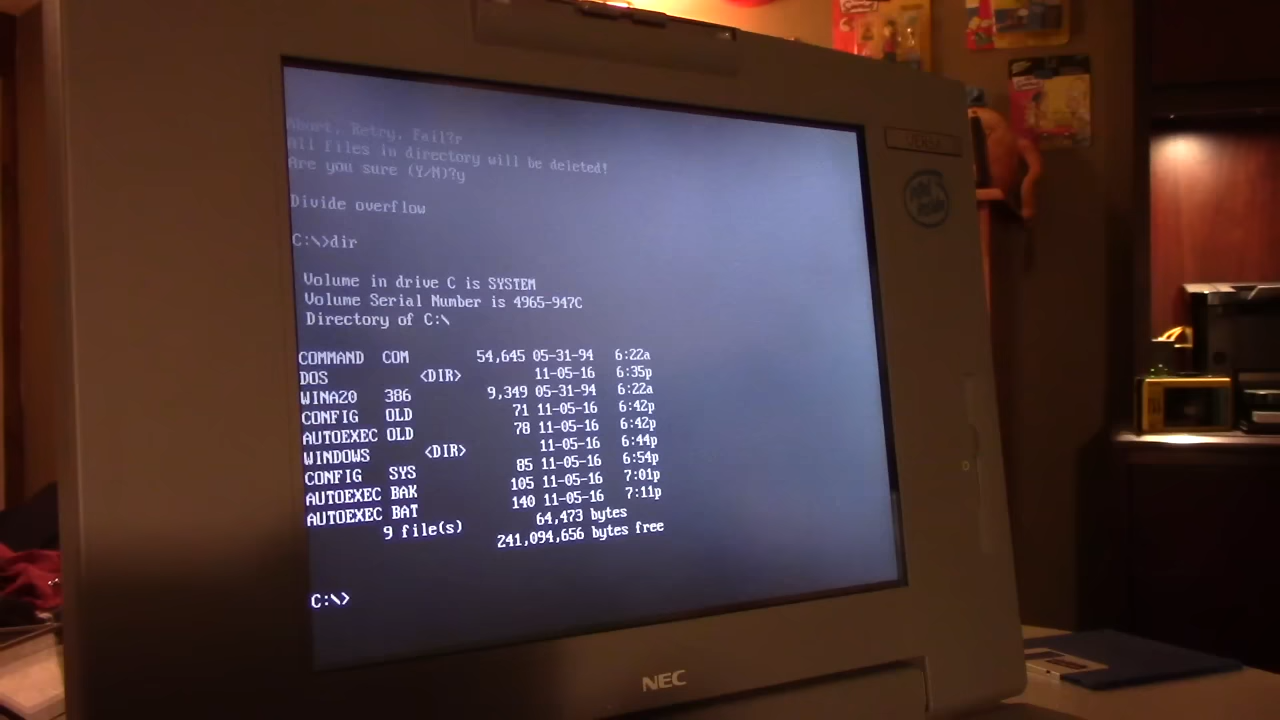 Abort, Retry, Fail?r
All files in directory will be deleted!
Are you sure (Y/N)?y
Divide overflow
C:\>dir
Volume in drive C is SYSTEM
Volume Serial Number is 4965-947C
Directory of C:\
COMMAND COM 54,645 05-31-94 6:22a
DOS <DIR> 11-05-16 6:35p
WINA20 386 9,349 05-31-94 6:22a
CONFIG OLD 71 11-05-16 6:42p
AUTOEXEC OLD 78 11-05-16 6:42p
WINDOWS <DIR> 11-05-16 6:44p
CONFIG SYS 85 11-05-16 6:54p
AUTOEXEC BAK 105 11-05-16 7:01p
AUTOEXEC BAT 140 11-05-16 7:11p
9 file(s) 64,473 bytes
241,094,656 bytes free
C:\>
NEC
intel inside